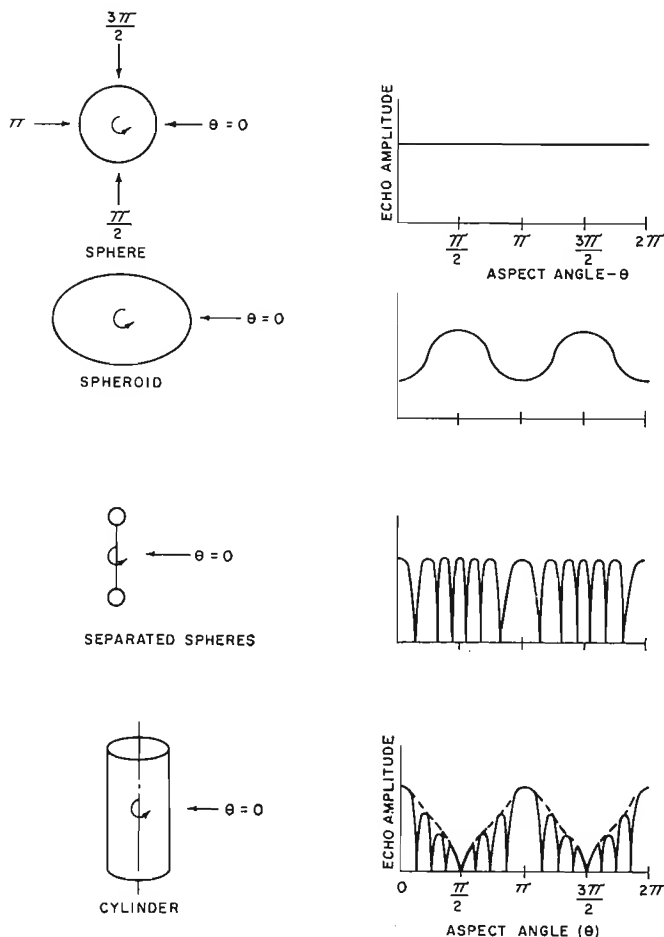 3π/2
π
θ = 0
π/2
SPHERE
ECHO AMPLITUDE
π/2 π 3π/2 2π
ASPECT ANGLE-θ
θ = 0
SPHEROID
θ = 0
SEPARATED SPHERES
θ = 0
CYLINDER
ECHO AMPLITUDE
0 π/2 π 3π/2 2π
ASPECT ANGLE (θ)